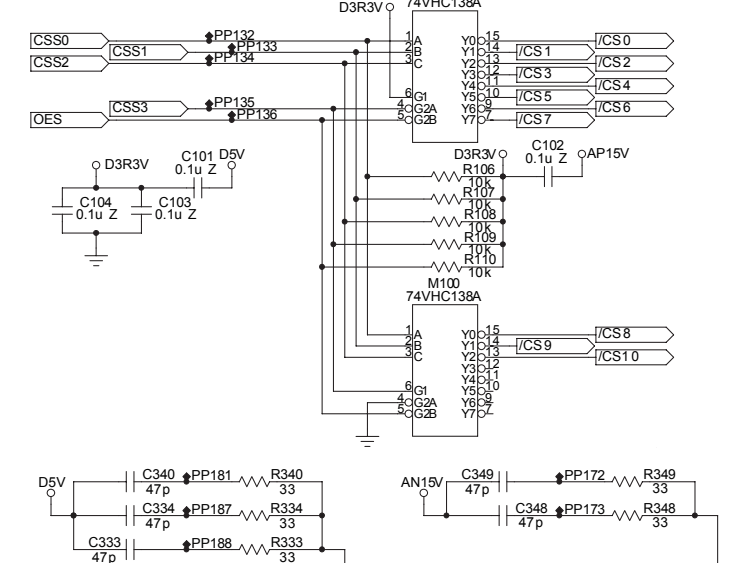 D3R3V
74VHC138A
CSS0
PP132
1
A
Y0
15
/CS0
CSS1
PP133
2
B
Y1
14
/CS1
CSS2
PP134
3
C
Y2
13
/CS2
Y3
12
/CS3
Y4
11
/CS4
6
G1
Y5
10
/CS5
CSS3
PP135
4
G2A
Y6
9
/CS6
OES
PP136
5
G2B
Y7
7
/CS7
D3R3V
C101
0.1u Z
D5V
C104
0.1u Z
C103
0.1u Z
D3R3V
C102
0.1u Z
AP15V
R106
10k
R107
10k
R108
10k
R109
10k
R110
10k
M100
74VHC138A
1
A
Y0
15
/CS8
2
B
Y1
14
/CS9
3
C
Y2
13
/CS10
Y3
12
Y4
11
6
G1
Y5
10
4
G2A
Y6
9
5
G2B
Y7
7
D5V
C340
47p
PP181
R340
33
C334
47p
PP187
R334
33
C333
47p
PP188
R333
33
AN15V
C349
47p
PP172
R349
33
C348
47p
PP173
R348
33